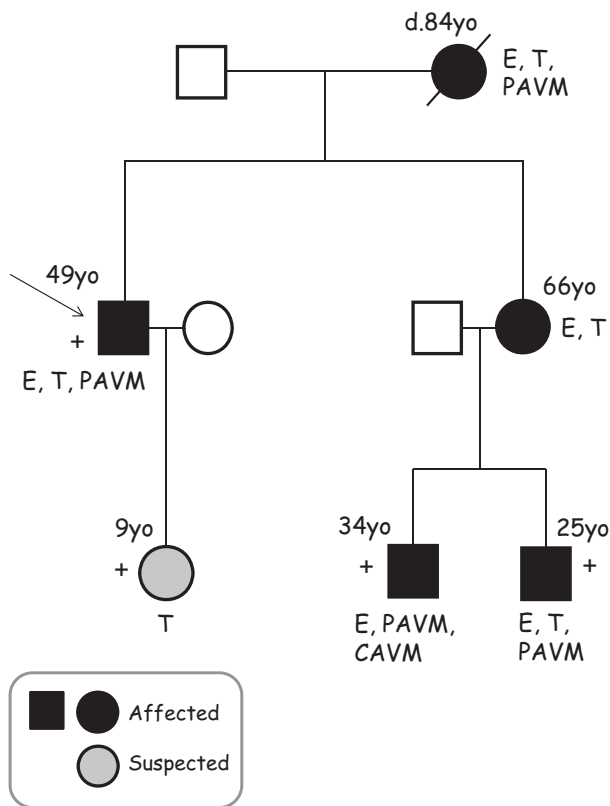 d.84yo
E, T,
PAVM
49yo
+
E, T, PAVM
66yo
E, T
9yo
+
T
34yo
+
E, PAVM,
CAVM
25yo
+
E, T,
PAVM
Affected
Suspected